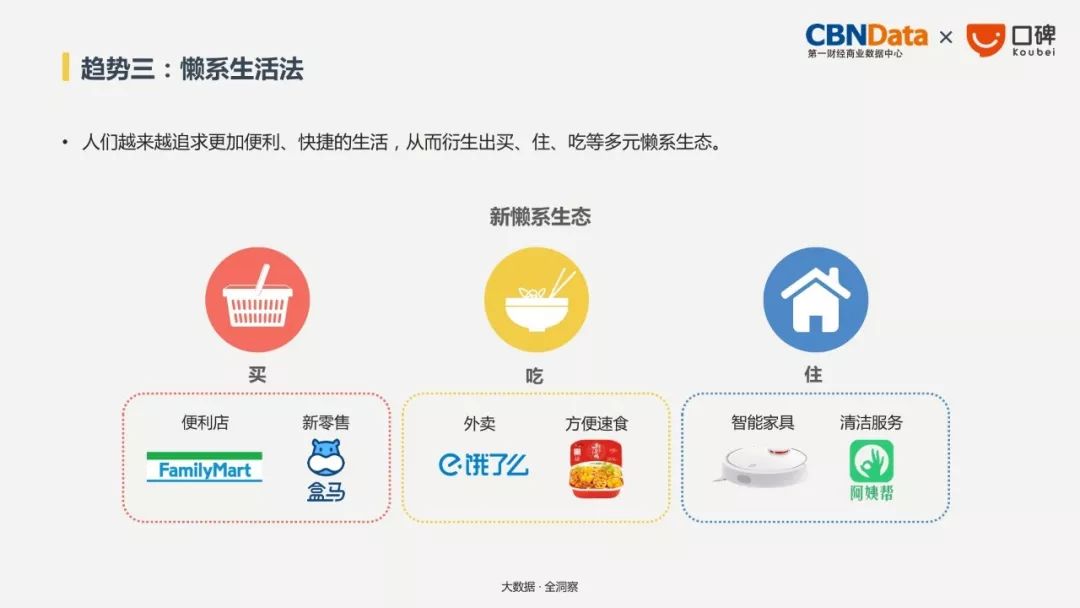 CBNData × 口碑
第一财经商业数据中心 Koubei
趋势三：懒系生活法
• 人们越来越追求更加便利、快捷的生活，从而衍生出买、住、吃等多元懒系生态。
新懒系生态
买 吃 住
便利店 新零售 外卖 方便速食 智能家具 清洁服务
FamilyMart 饿了么
盒马 阿姨帮
大数据·全洞察